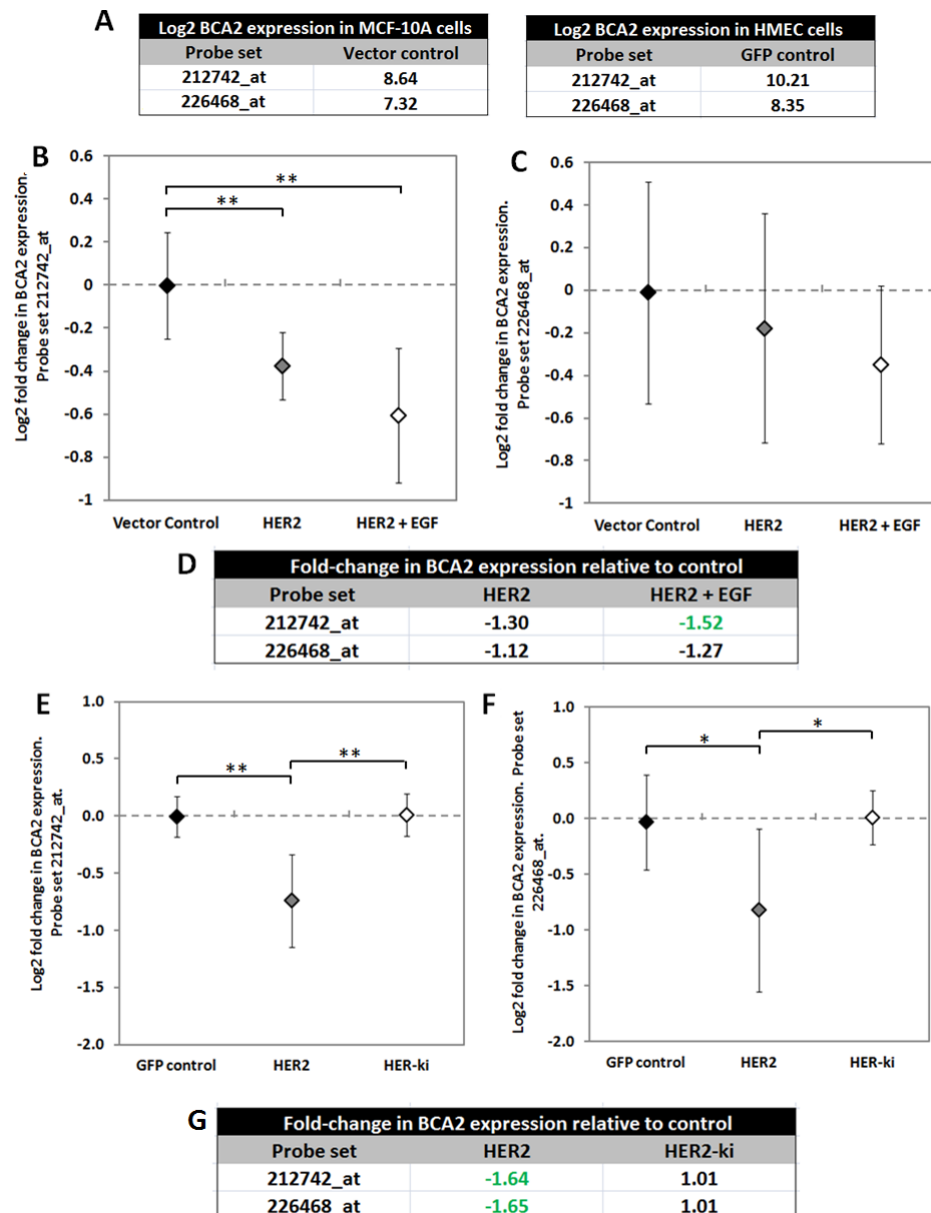 A
Log2 BCA2 expression in MCF-10A cells
Probe set Vector control
212742_at 8.64
226468_at 7.32
Log2 BCA2 expression in HMEC cells
Probe set GFP control
212742_at 10.21
226468_at 8.35
B
Log2 fold change in BCA2 expression.
Probe set 212742_at
0.6
0.4
0.2
0
-0.2
-0.4
-0.6
-0.8
-1
**
**
Vector Control HER2 HER2 + EGF
C
Log2 fold change in BCA2 expression.
Probe set 226468_at
0.6
0.4
0.2
0
-0.2
-0.4
-0.6
-0.8
-1
Vector Control HER2 HER2 + EGF
D
Fold-change in BCA2 expression relative to control
Probe set HER2 HER2 + EGF
212742_at -1.30 -1.52
226468_at -1.12 -1.27
E
Log2 fold change in BCA2 expression.
Probe set 212742_at.
1.0
0.5
0.0
-0.5
-1.0
-1.5
-2.0
** **
GFP control HER2 HER-ki
F
Log2 fold change in BCA2 expression. Probe set
226468_at.
1.0
0.5
0.0
-0.5
-1.0
-1.5
-2.0
* *
GFP control HER2 HER-ki
G
Fold-change in BCA2 expression relative to control
Probe set HER2 HER2-ki
212742_at -1.64 1.01
226468_at -1.65 1.01